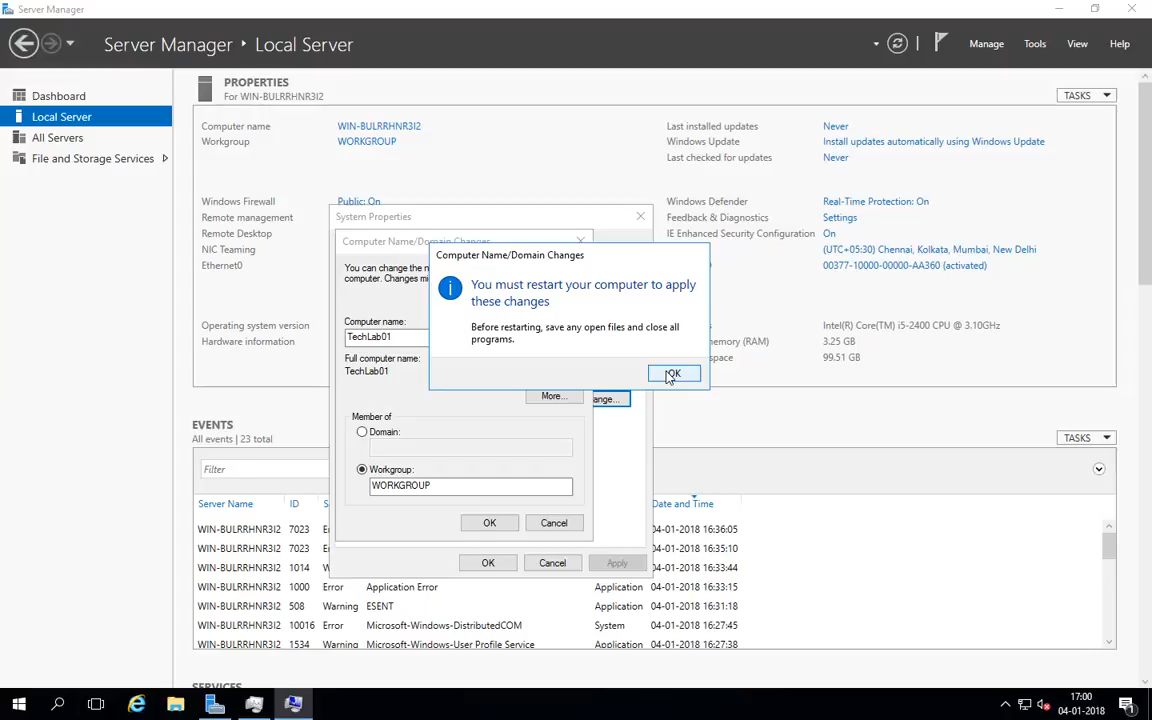 Server Manager
Server Manager ‣ Local Server
Manage
Tools
View
Help
Dashboard
Local Server
All Servers
File and Storage Services
PROPERTIES
For WIN-BULRRHNR3I2
TASKS
Computer name WIN-BULRRHNR3I2
Workgroup WORKGROUP
Last installed updates Never
Windows Update Install updates automatically using Windows Update
Last checked for updates Never
Windows Firewall Public: On
Remote management
Remote Desktop
NIC Teaming
Ethernet0
Operating system version
Hardware information
Windows Defender Real-Time Protection: On
Feedback & Diagnostics Settings
IE Enhanced Security Configuration On
(UTC+05:30) Chennai, Kolkata, Mumbai, New Delhi
00377-10000-00000-AA360 (activated)
Intel(R) Core(TM) i5-2400 CPU @ 3.10GHz
(RAM) 3.25 GB
99.51 GB
System Properties
Computer Name/Domain Changes
You can change the
computer. Changes
Computer name:
TechLab01
Full computer name:
TechLab01
More...
Member of
Domain:
Workgroup:
WORKGROUP
OK Cancel
OK Cancel Apply
Computer Name/Domain Changes
You must restart your computer to apply
these changes
Before restarting, save any open files and close all
programs.
OK
EVENTS
All events | 23 total
TASKS
Filter
Server Name ID Date and Time
WIN-BULRRHNR3I2 7023 04-01-2018 16:36:05
WIN-BULRRHNR3I2 7023 04-01-2018 16:35:10
WIN-BULRRHNR3I2 1014 04-01-2018 16:33:44
WIN-BULRRHNR3I2 1000 Error Application Error Application 04-01-2018 16:33:15
WIN-BULRRHNR3I2 508 Warning ESENT Application 04-01-2018 16:31:18
WIN-BULRRHNR3I2 10016 Error Microsoft-Windows-DistributedCOM System 04-01-2018 16:27:45
WIN-BULRRHNR3I2 1534 Warning Microsoft-Windows-User Profile Service Application 04-01-2018 16:27:38
SERVICES
17:00
04-01-2018
1